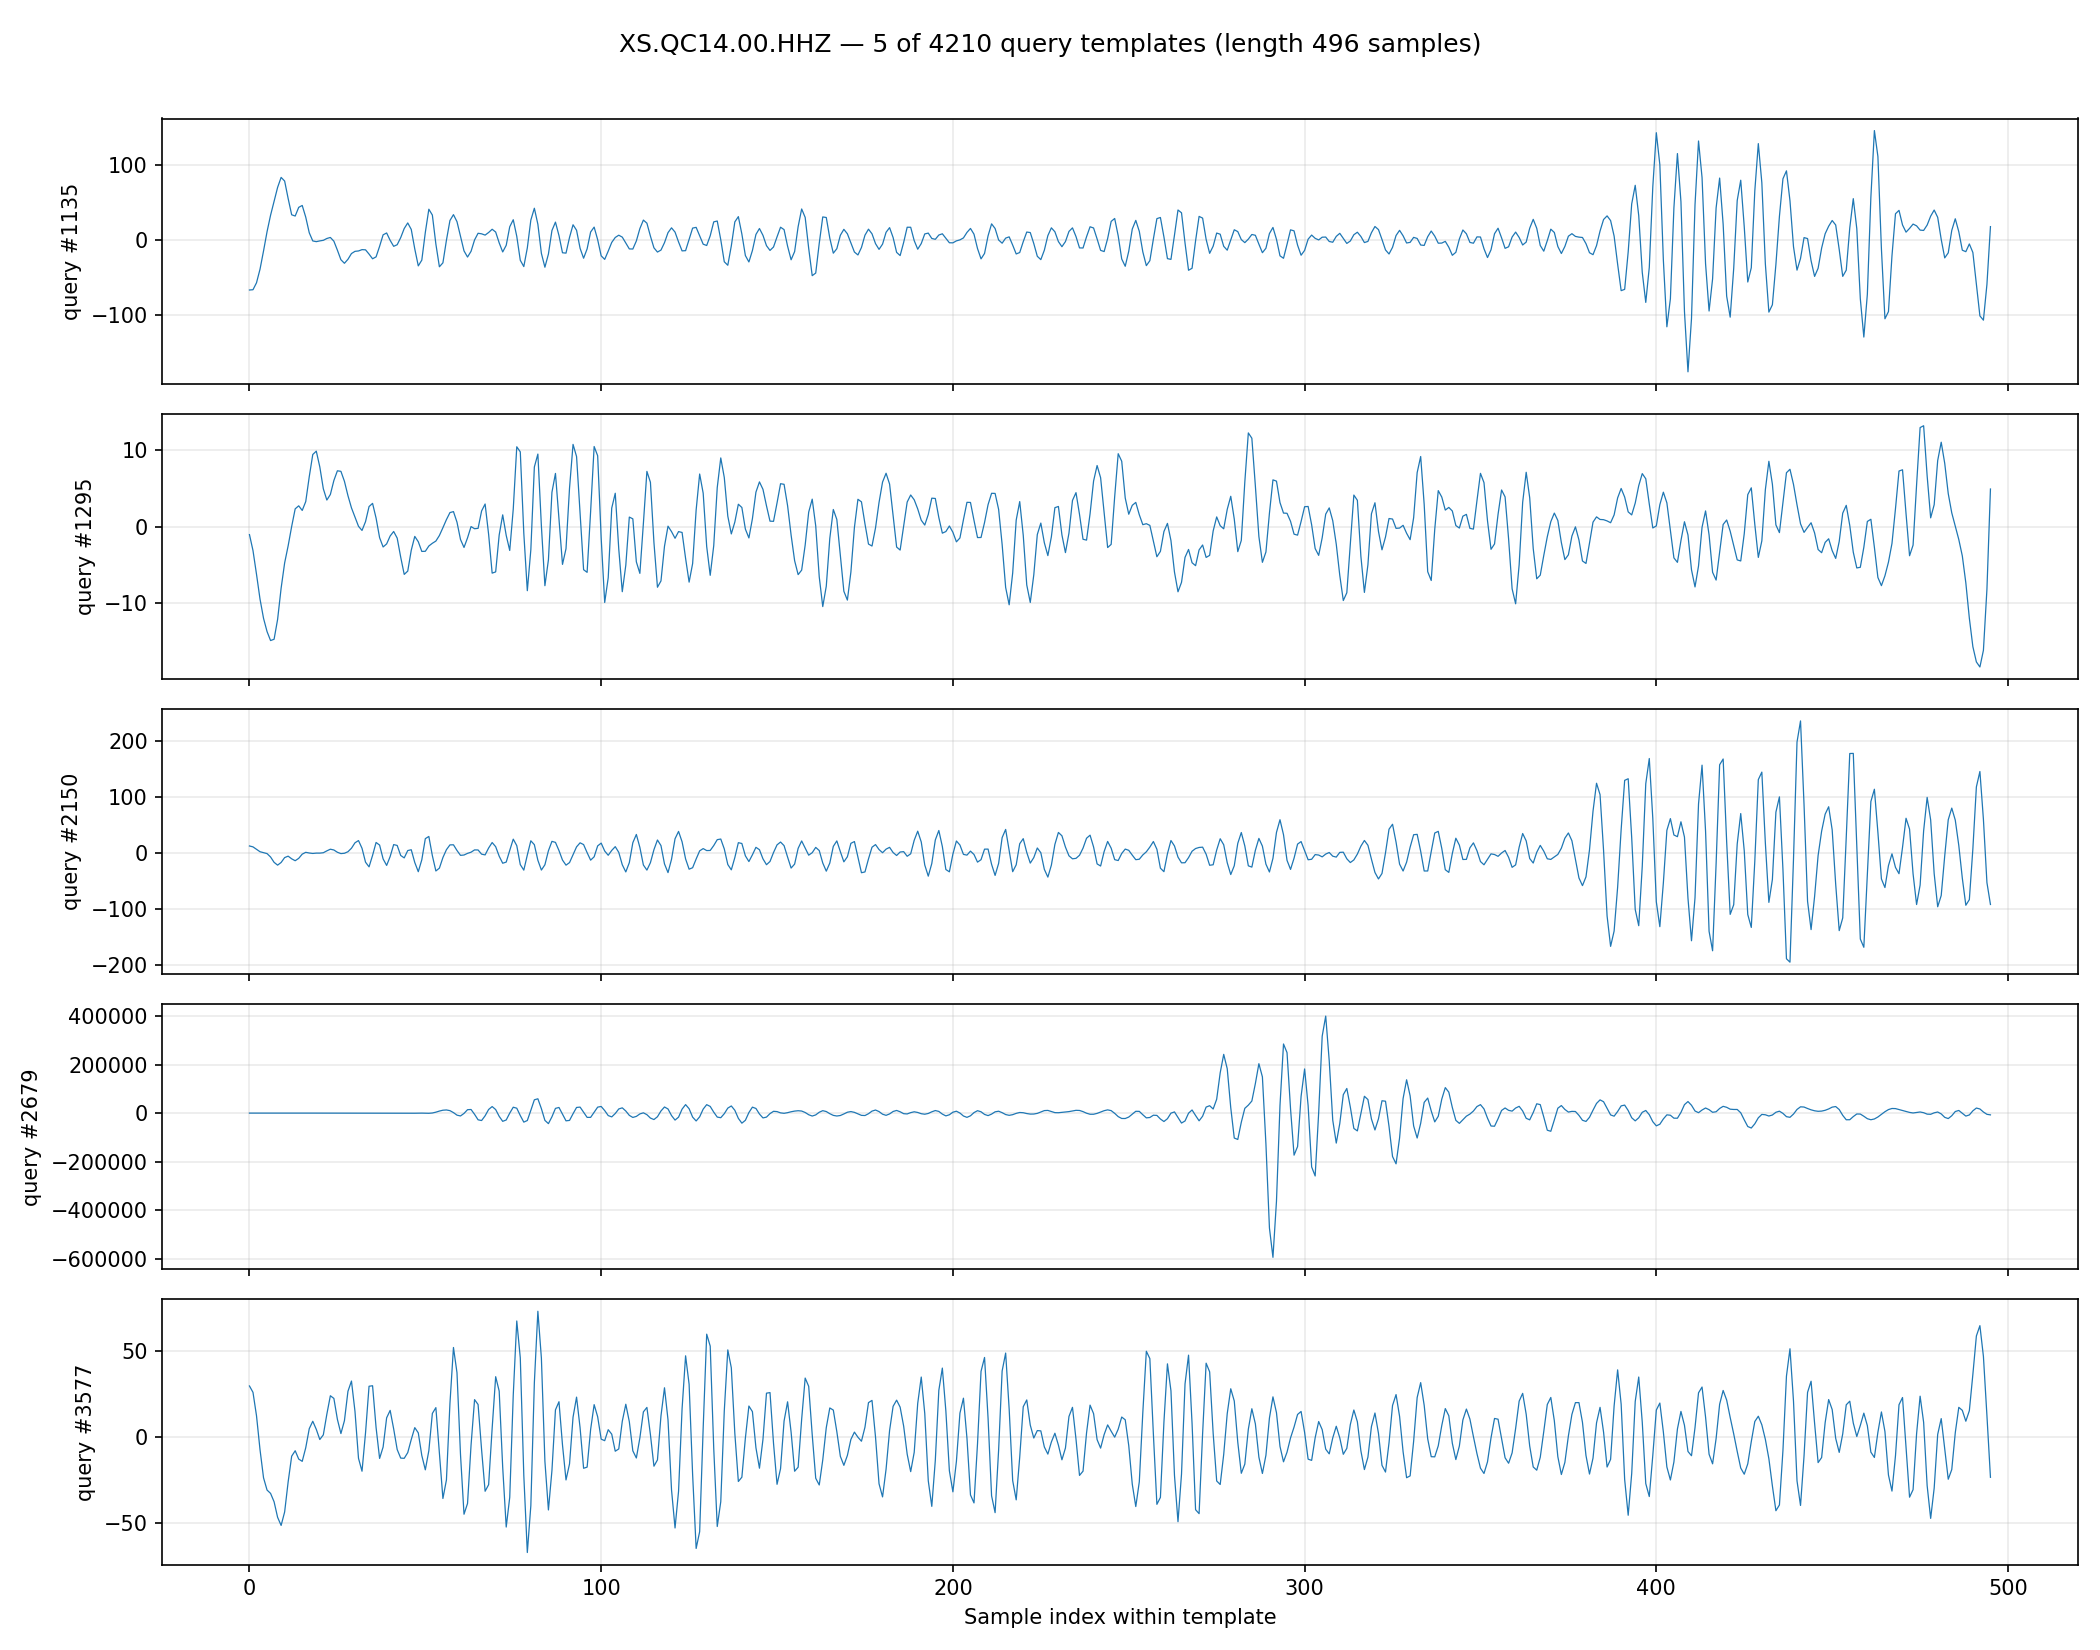 XS.QC14.00.HHZ — 5 of 4210 query templates (length 496 samples)
100
0
−100
query #1135
10
0
−10
query #1295
200
100
0
−100
−200
query #2150
400000
200000
0
−200000
−400000
−600000
query #2679
50
0
−50
query #3577
0 100 200 300 400 500
Sample index within template